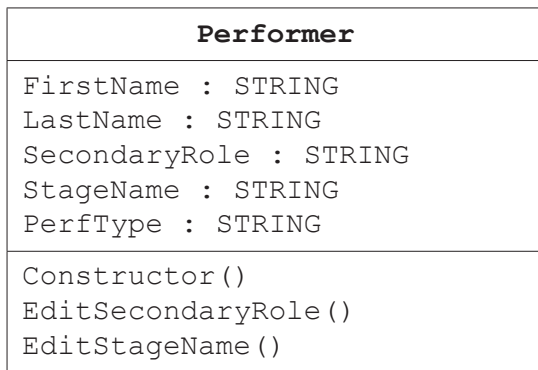 Performer
FirstName : STRING
LastName : STRING
SecondaryRole : STRING
StageName : STRING
PerfType : STRING
Constructor()
EditSecondaryRole()
EditStageName()